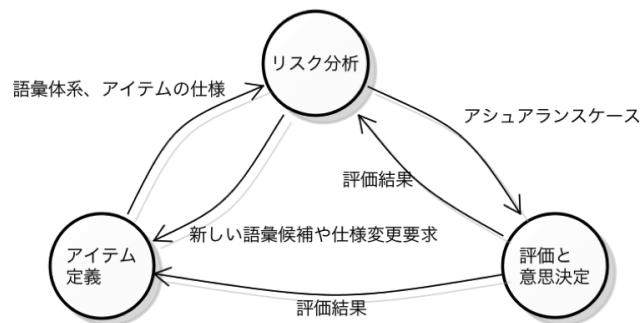 リスク分析
語彙体系、アイテムの仕様
アシュアランスケース
評価結果
新しい語彙候補や仕様変更要求
アイテム
定義
評価と
意思決定
評価結果